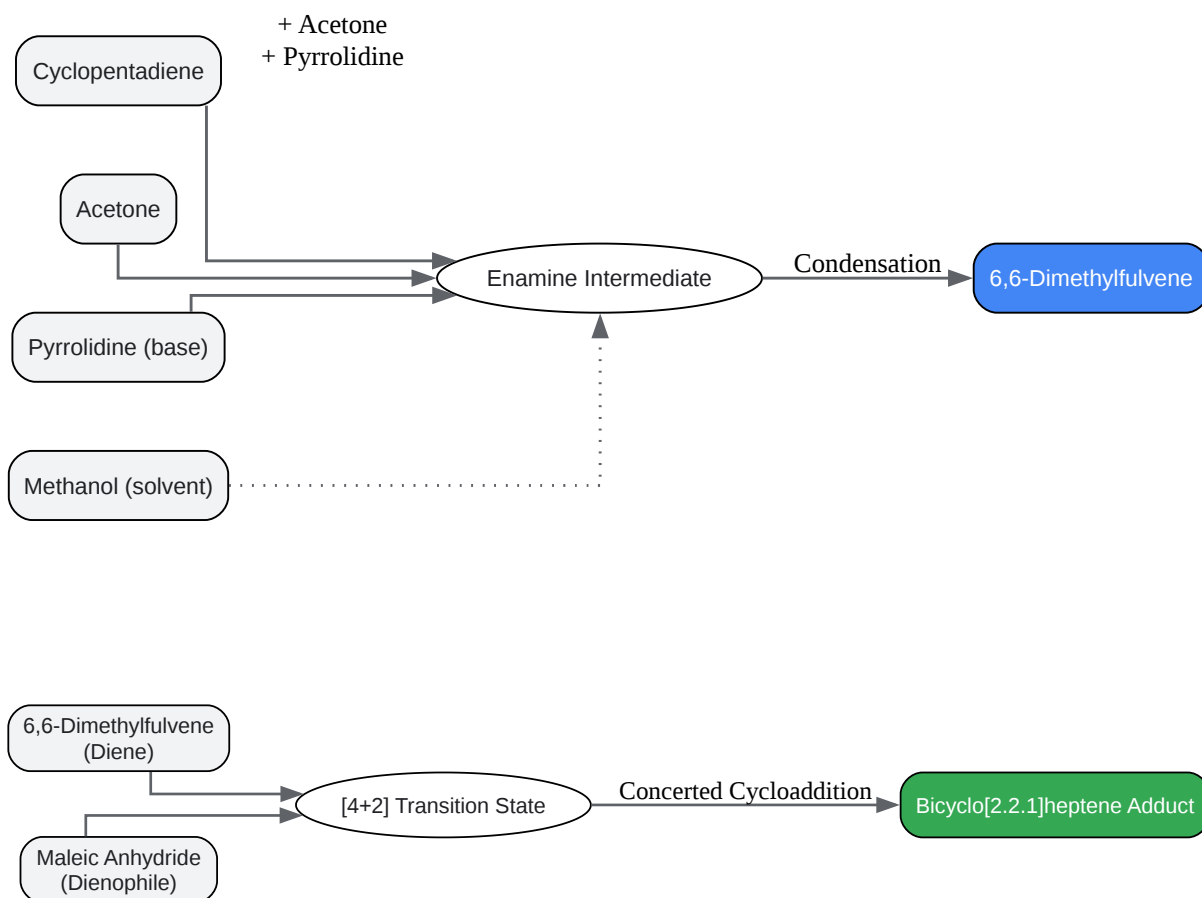 + Acetone
+ Pyrrolidine
Cyclopentadiene
Acetone
Enamine Intermediate
Condensation
6,6-Dimethylfulvene
Pyrrolidine (base)
Methanol (solvent)
6,6-Dimethylfulvene
(Diene)
[4+2] Transition State
Concerted Cycloaddition
Bicyclo[2.2.1]heptene Adduct
Maleic Anhydride
(Dienophile)